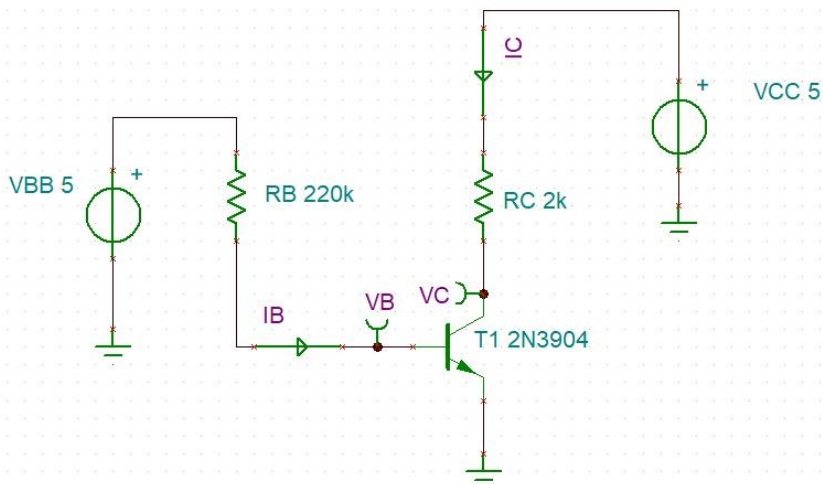 IC
+
VCC 5
+
VBB 5
RB 220k
RC 2k
VC
VB
IB
T1 2N3904